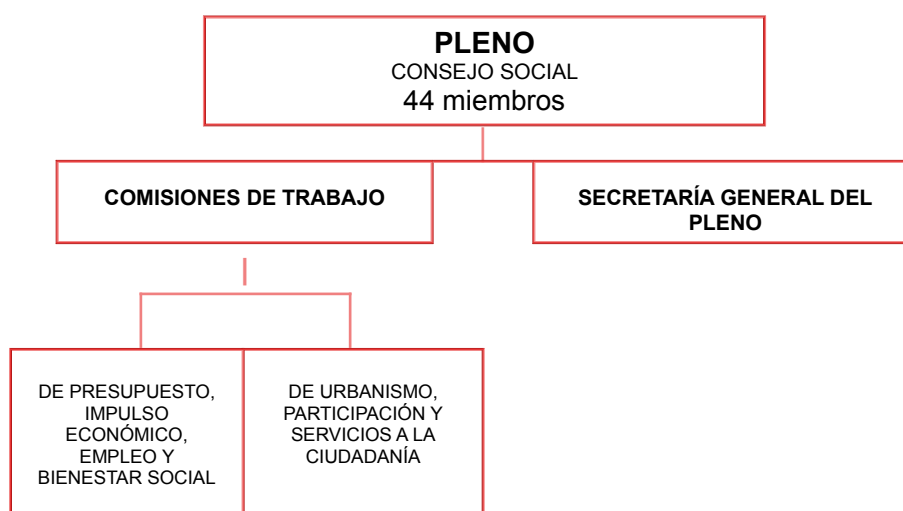 PLENO
CONSEJO SOCIAL
44 miembros
COMISIONES DE TRABAJO
SECRETARÍA GENERAL DEL
PLENO
DE PRESUPUESTO,
IMPULSO
ECONÓMICO,
EMPLEO Y
BIENESTAR SOCIAL
DE URBANISMO,
PARTICIPACIÓN Y
SERVICIOS A LA
CIUDADANÍA